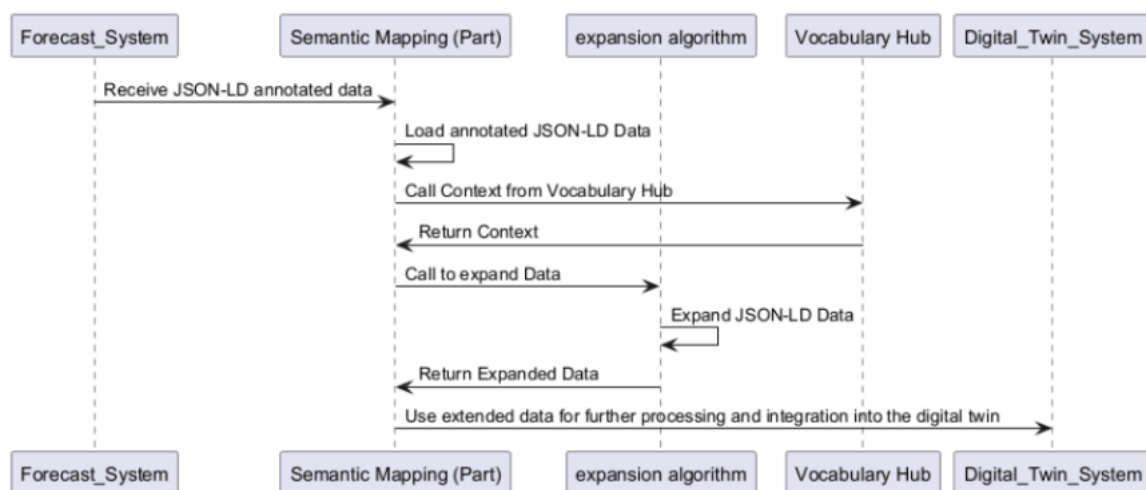 Forecast_System
Semantic Mapping (Part)
expansion algorithm
Vocabulary Hub
Digital_Twin_System
Receive JSON-LD annotated data
Load annotated JSON-LD Data
Call Context from Vocabulary Hub
Return Context
Call to expand Data
Expand JSON-LD Data
Return Expanded Data
Use extended data for further processing and integration into the digital twin
Forecast_System
Semantic Mapping (Part)
expansion algorithm
Vocabulary Hub
Digital_Twin_System